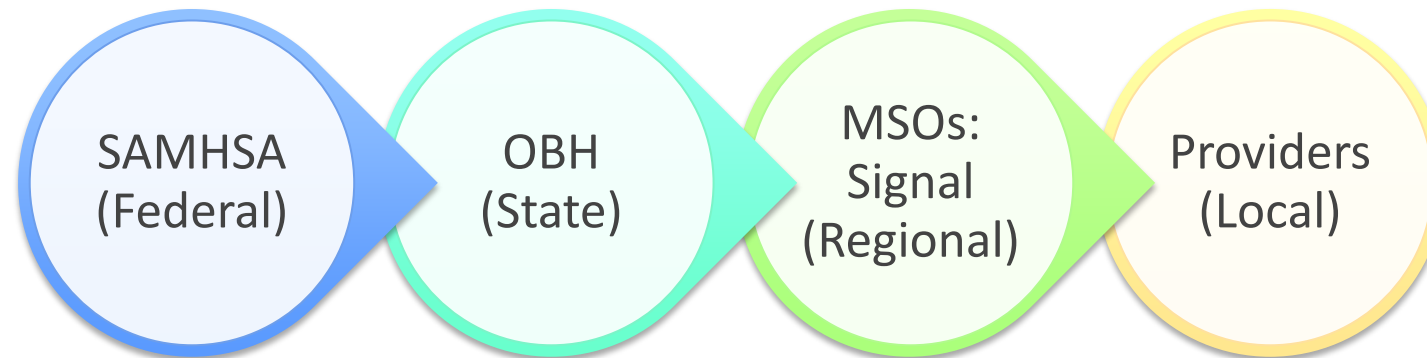 SAMHSA
(Federal)
OBH
(State)
MSOs:
Signal
(Regional)
Providers
(Local)